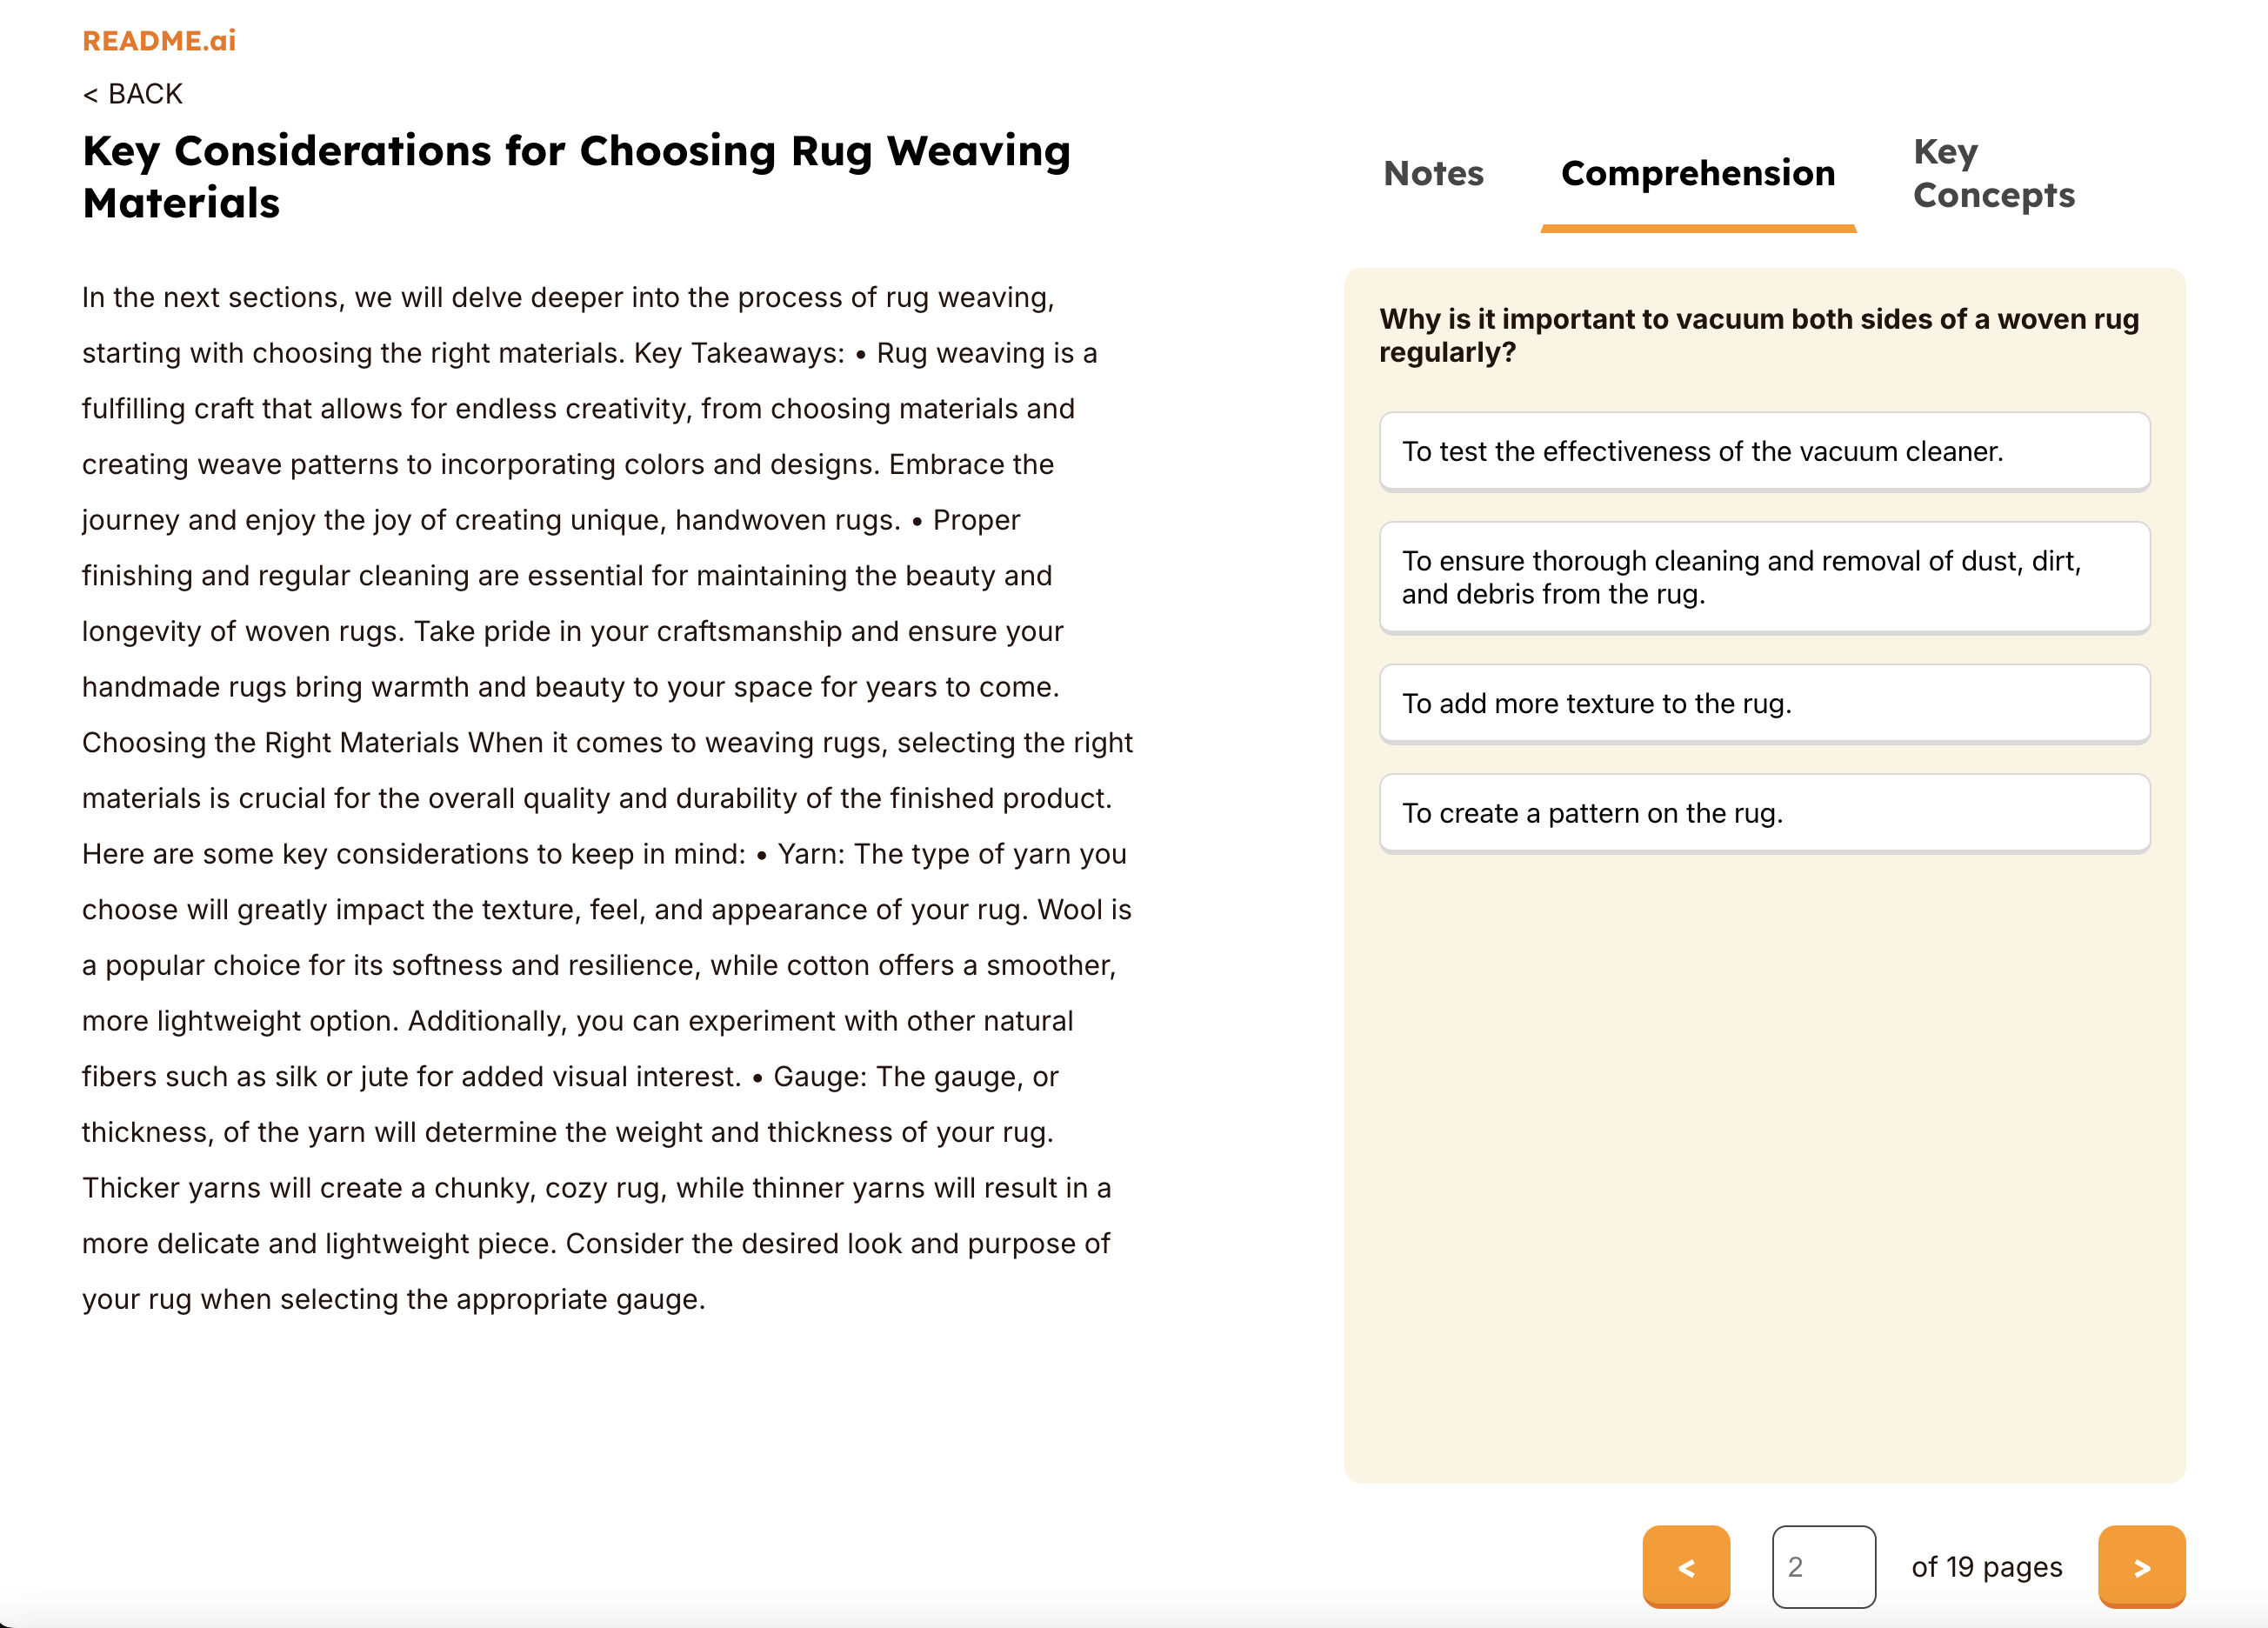 README.ai
< BACK
Key Considerations for Choosing Rug Weaving
Materials
In the next sections, we will delve deeper into the process of rug weaving,
starting with choosing the right materials. Key Takeaways: • Rug weaving is a
fulfilling craft that allows for endless creativity, from choosing materials and
creating weave patterns to incorporating colors and designs. Embrace the
journey and enjoy the joy of creating unique, handwoven rugs. • Proper
finishing and regular cleaning are essential for maintaining the beauty and
longevity of woven rugs. Take pride in your craftsmanship and ensure your
handmade rugs bring warmth and beauty to your space for years to come.
Choosing the Right Materials When it comes to weaving rugs, selecting the right
materials is crucial for the overall quality and durability of the finished product.
Here are some key considerations to keep in mind: • Yarn: The type of yarn you
choose will greatly impact the texture, feel, and appearance of your rug. Wool is
a popular choice for its softness and resilience, while cotton offers a smoother,
more lightweight option. Additionally, you can experiment with other natural
fibers such as silk or jute for added visual interest. • Gauge: The gauge, or
thickness, of the yarn will determine the weight and thickness of your rug.
Thicker yarns will create a chunky, cozy rug, while thinner yarns will result in a
more delicate and lightweight piece. Consider the desired look and purpose of
your rug when selecting the appropriate gauge.
Notes
Comprehension
Key
Concepts
Why is it important to vacuum both sides of a woven rug
regularly?
To test the effectiveness of the vacuum cleaner.
To ensure thorough cleaning and removal of dust, dirt,
and debris from the rug.
To add more texture to the rug.
To create a pattern on the rug.
< 2 of 19 pages >